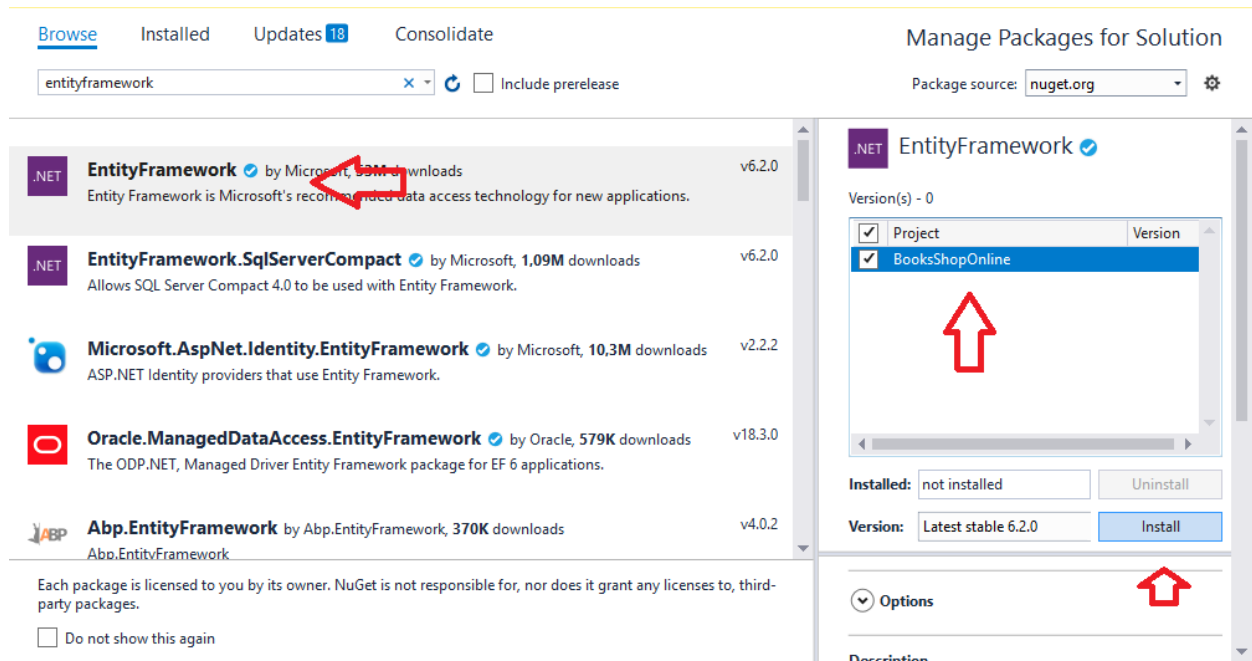 Browse Installed Updates 18 Consolidate
Manage Packages for Solution
entityframework
Include prerelease
Package source: nuget.org
.NET
EntityFramework by Microsoft, 53M downloads
v6.2.0
Entity Framework is Microsoft's recommended data access technology for new applications.
.NET
EntityFramework.SqlServerCompact by Microsoft, 1,09M downloads
v6.2.0
Allows SQL Server Compact 4.0 to be used with Entity Framework.
Microsoft.AspNet.Identity.EntityFramework by Microsoft, 10,3M downloads
v2.2.2
ASP.NET Identity providers that use Entity Framework.
Oracle.ManagedDataAccess.EntityFramework by Oracle, 579K downloads
v18.3.0
The ODP.NET, Managed Driver Entity Framework package for EF 6 applications.
ABP
Abp.EntityFramework by Abp.EntityFramework, 370K downloads
v4.0.2
Abp.EntityFramework
Each package is licensed to you by its owner. NuGet is not responsible for, nor does it grant any licenses to, third-
party packages.
Do not show this again
.NET
EntityFramework
Version(s) - 0
Project Version
BooksShopOnline
Installed: not installed Uninstall
Version: Latest stable 6.2.0 Install
Options
Description